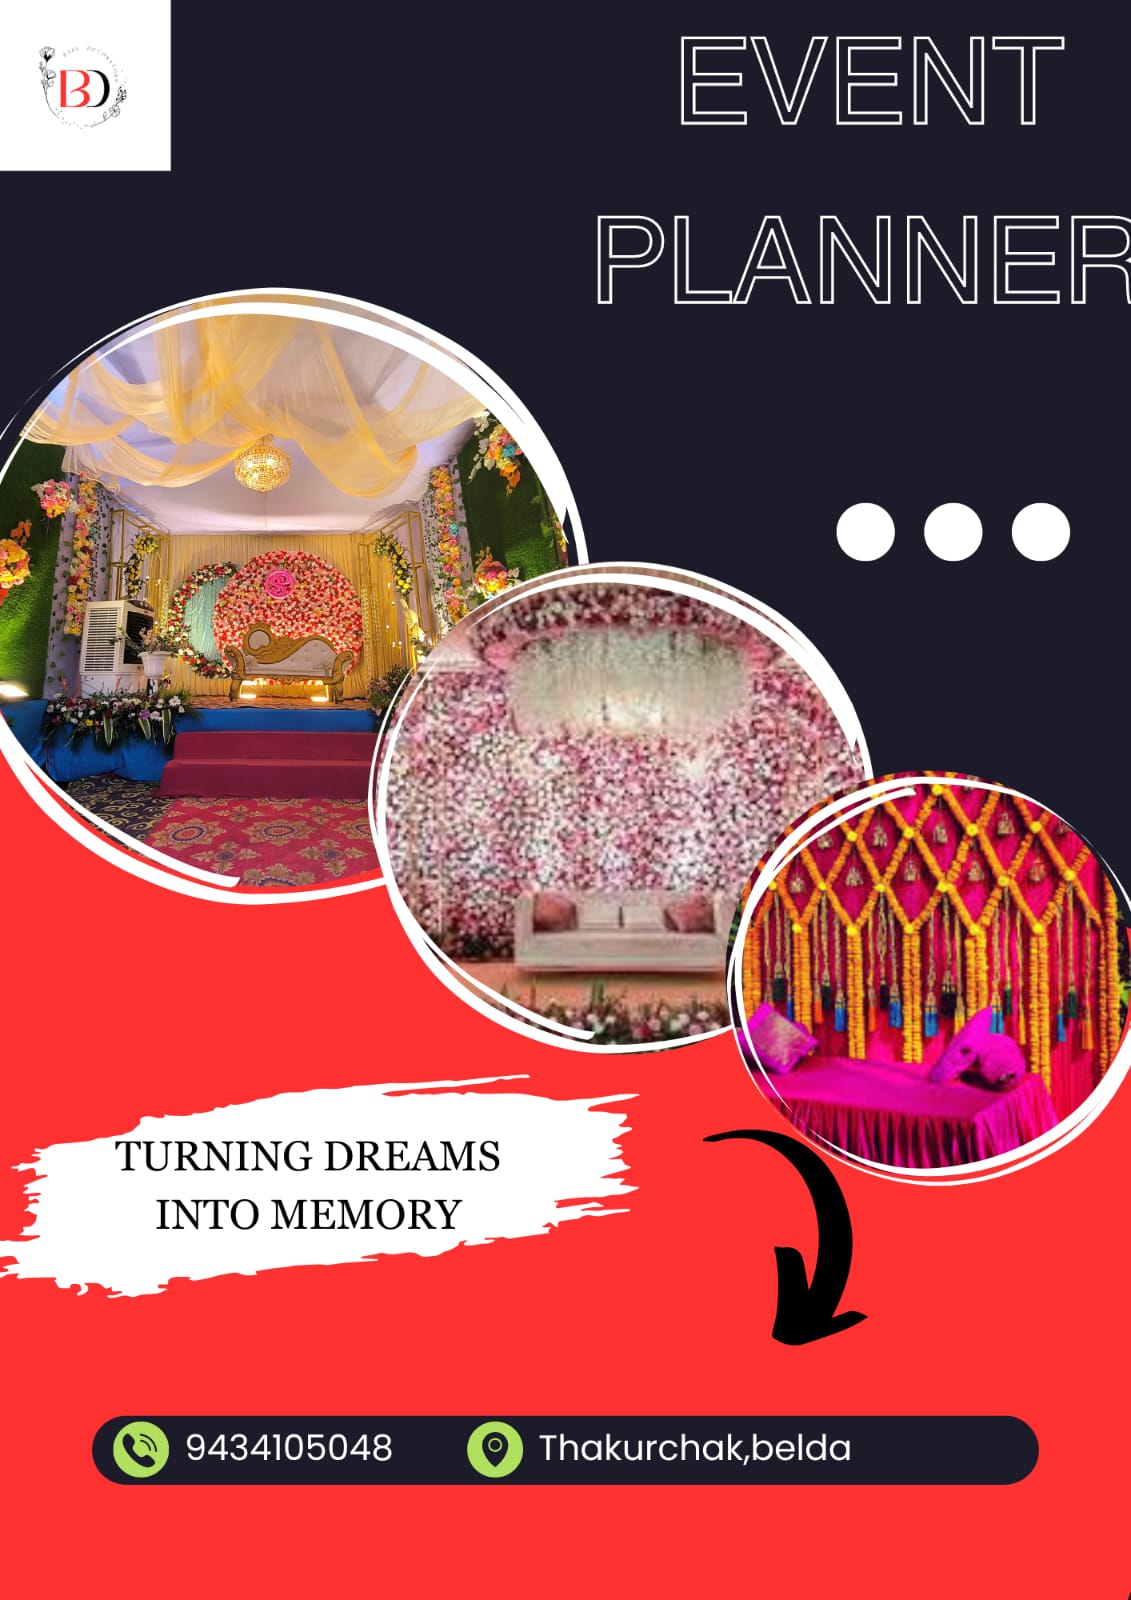 BD
EVENT
PLANNER
TURNING DREAMS
INTO MEMORY
9434105048
Thakurchak,belda